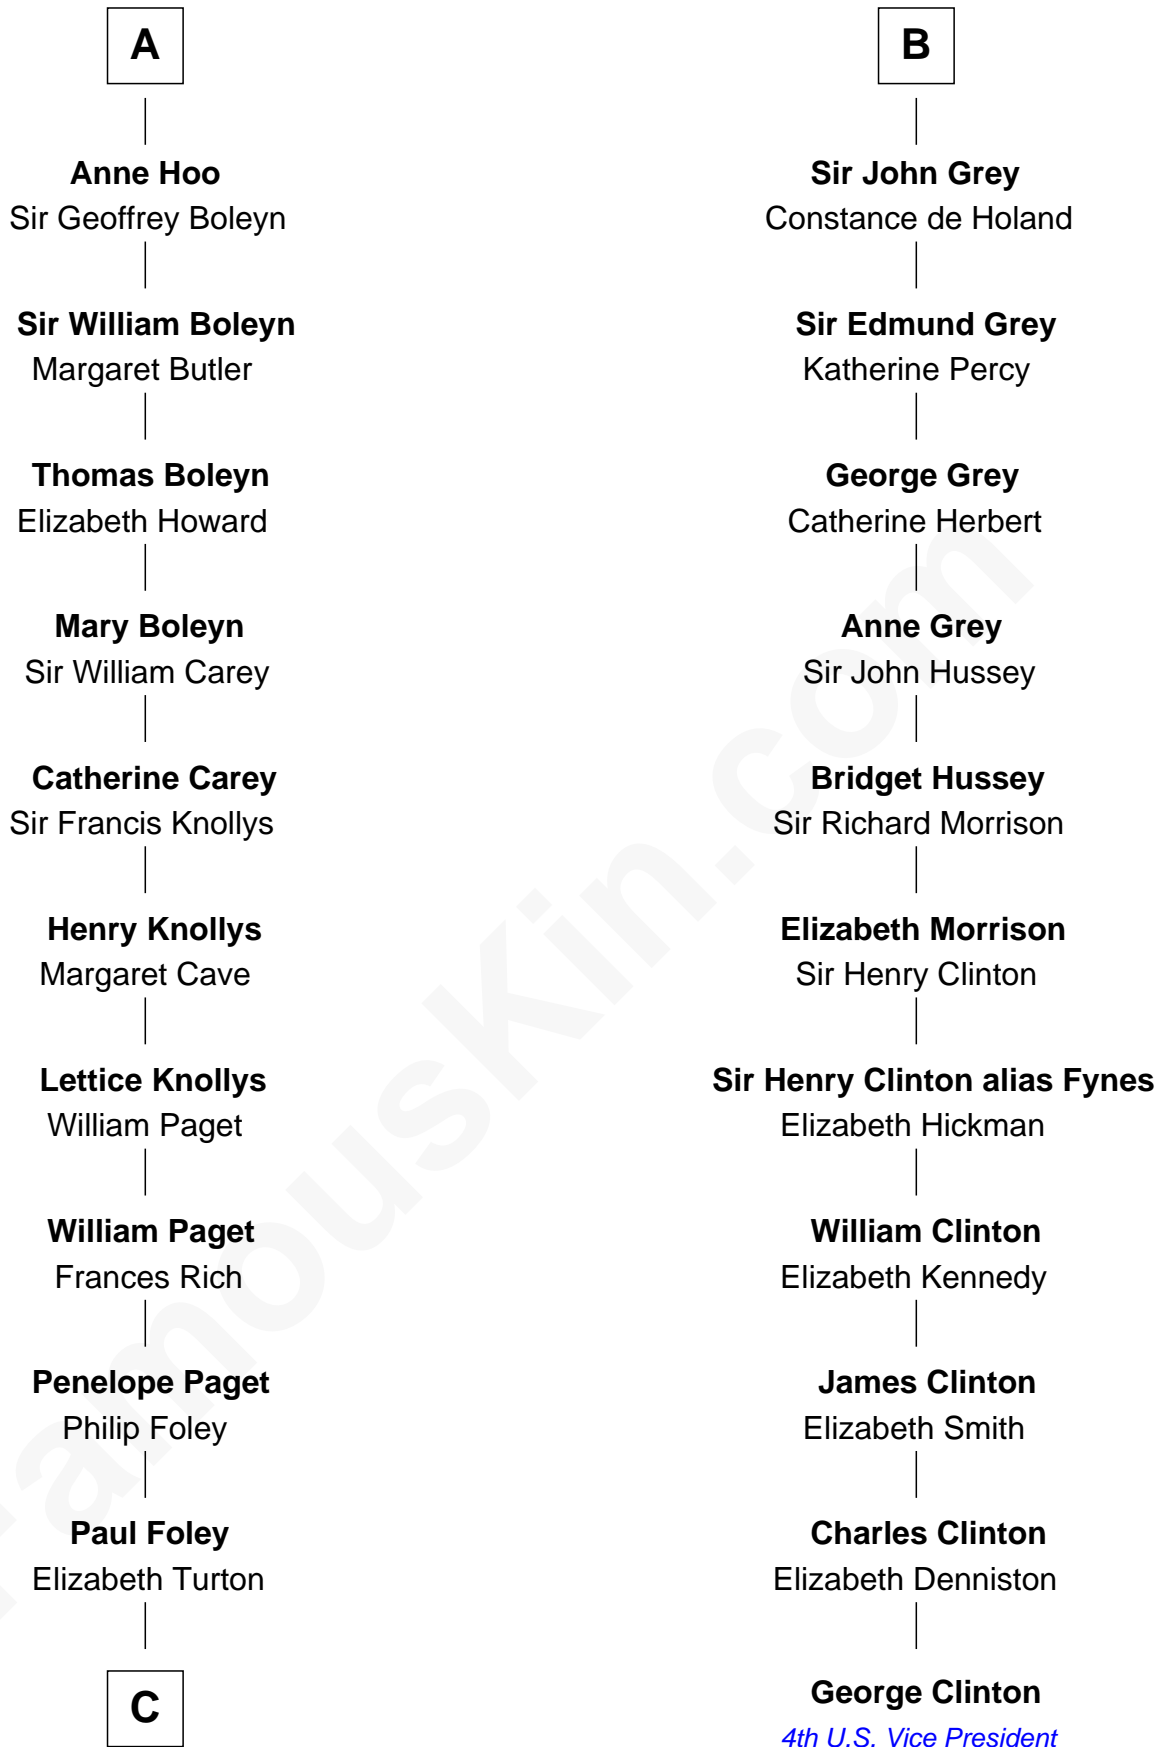 A
Anne Hoo
Sir Geoffrey Boleyn
Sir William Boleyn
Margaret Butler
Thomas Boleyn
Elizabeth Howard
Mary Boleyn
Sir William Carey
Catherine Carey
Sir Francis Knollys
Henry Knollys
Margaret Cave
Lettice Knollys
William Paget
William Paget
Frances Rich
Penelope Paget
Philip Foley
Paul Foley
Elizabeth Turton
C
B
Sir John Grey
Constance de Holand
Sir Edmund Grey
Katherine Percy
George Grey
Catherine Herbert
Anne Grey
Sir John Hussey
Bridget Hussey
Sir Richard Morrison
Elizabeth Morrison
Sir Henry Clinton
Sir Henry Clinton alias Fynes
Elizabeth Hickman
William Clinton
Elizabeth Kennedy
James Clinton
Elizabeth Smith
Charles Clinton
Elizabeth Denniston
George Clinton
4th U.S. Vice President
FamousKin.com